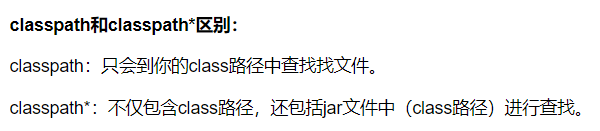 classpath和classpath*区别：
classpath：只会到你的class路径中查找找文件。
classpath*：不仅包含class路径，还包括jar文件中（class路径）进行查找。